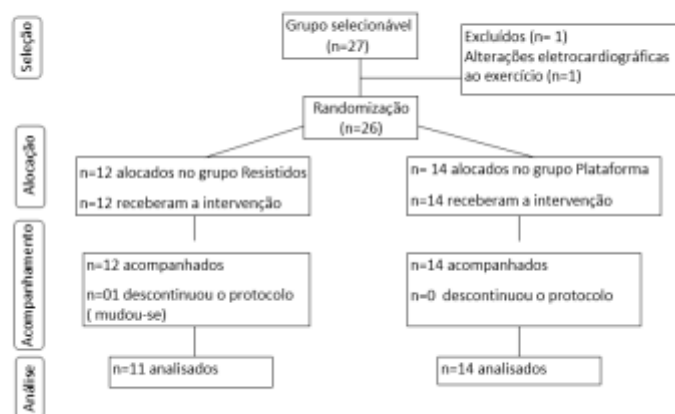 Seleção
Grupo selecionável
(n=27)
Excluídos (n= 1)
Alterações eletrocardiográficas
ao exercício (n=1)
Randomização
(n=26)
Alocação
n=12 alocados no grupo Resistidos
n=12 receberam a intervenção
n= 14 alocados no grupo Plataforma
n=14 receberam a intervenção
Acompanhamento
n=12 acompanhados
n=01 descontinuou o protocolo
( mudou-se)
n=14 acompanhados
n=0 descontinuou o protocolo
Análise
n=11 analisados
n=14 analisados